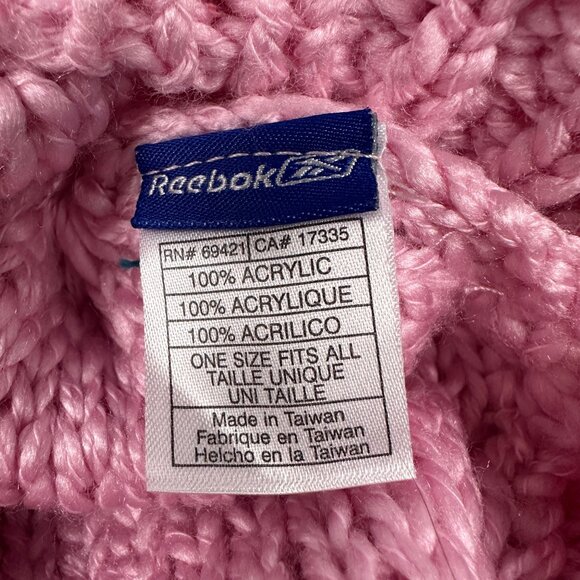 Reebok
RN# 69421 CA# 17335
100% ACRYLIC
100% ACRYLIQUE
100% ACRILICO
ONE SIZE FITS ALL
TAILLE UNIQUE
UNI TAILLE
Made in Taiwan
Fabrique en Taiwan
Helcho en la Taiwan